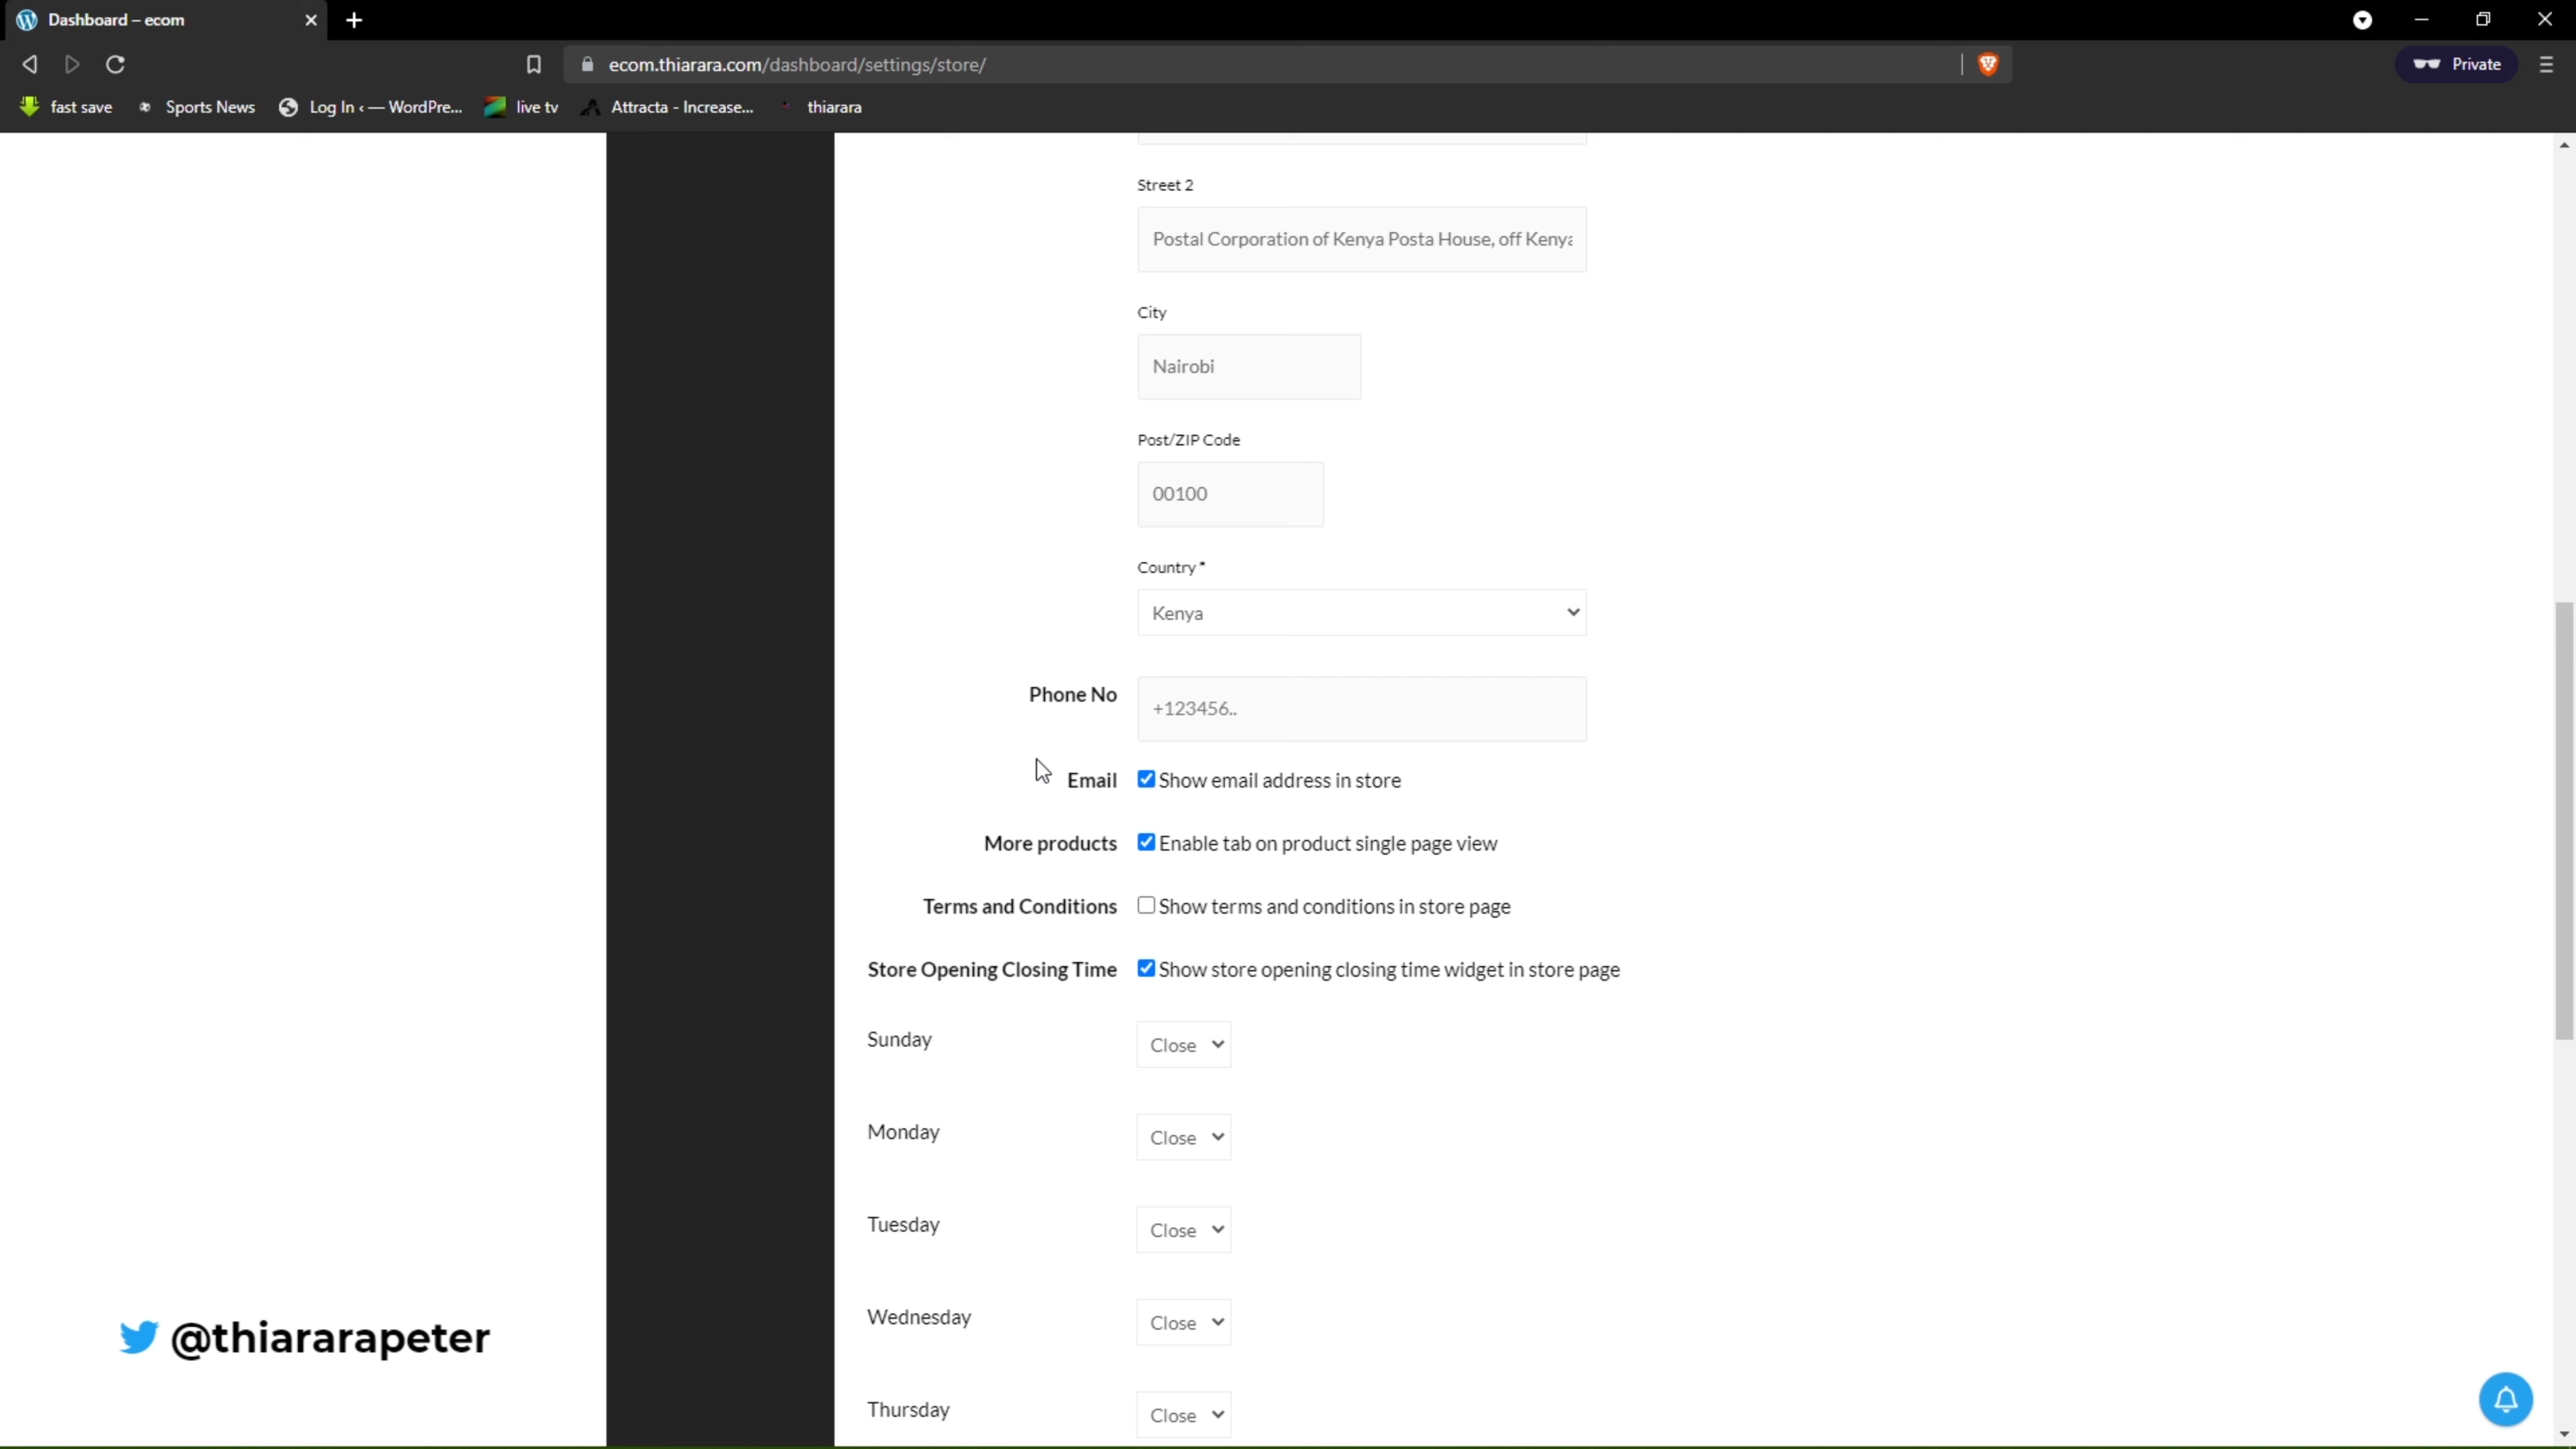 Dashboard – ecom
ecom.thiarara.com/dashboard/settings/store/
Private
fast save
Sports News
Log In ‹ — WordPre...
live tv
Attracta - Increase...
thiarara
Street 2
Postal Corporation of Kenya Posta House, off Kenya
City
Nairobi
Post/ZIP Code
00100
Country *
Kenya
Phone No
+123456..
Email
Show email address in store
More products
Enable tab on product single page view
Terms and Conditions
Show terms and conditions in store page
Store Opening Closing Time
Show store opening closing time widget in store page
Sunday
Close
Monday
Close
Tuesday
Close
Wednesday
Close
Thursday
Close
@thiararapeter